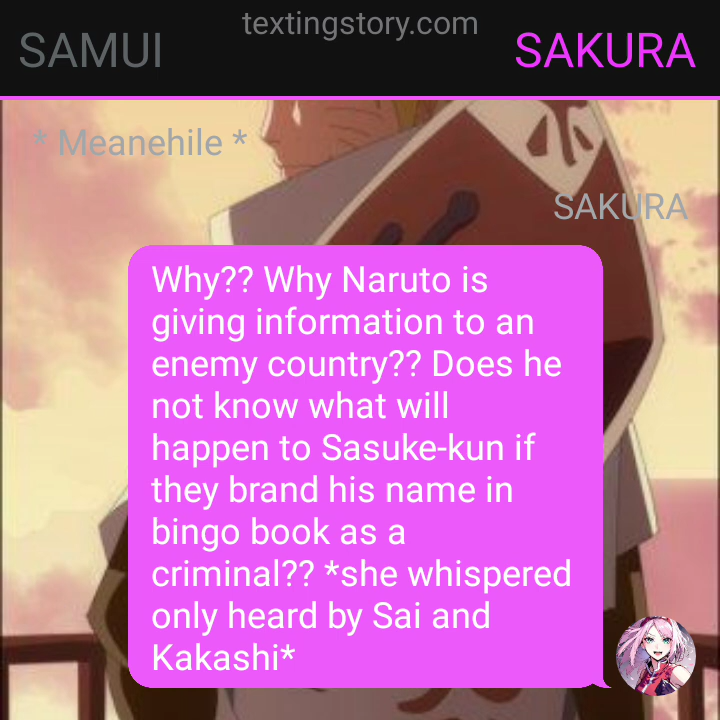 textingstory.com
SAMUI
SAKURA
* Meanehile *
SAKURA
Why?? Why Naruto is
giving information to an
enemy country?? Does he
not know what will
happen to Sasuke-kun if
they brand his name in
bingo book as a
criminal?? *she whispered
only heard by Sai and
Kakashi*